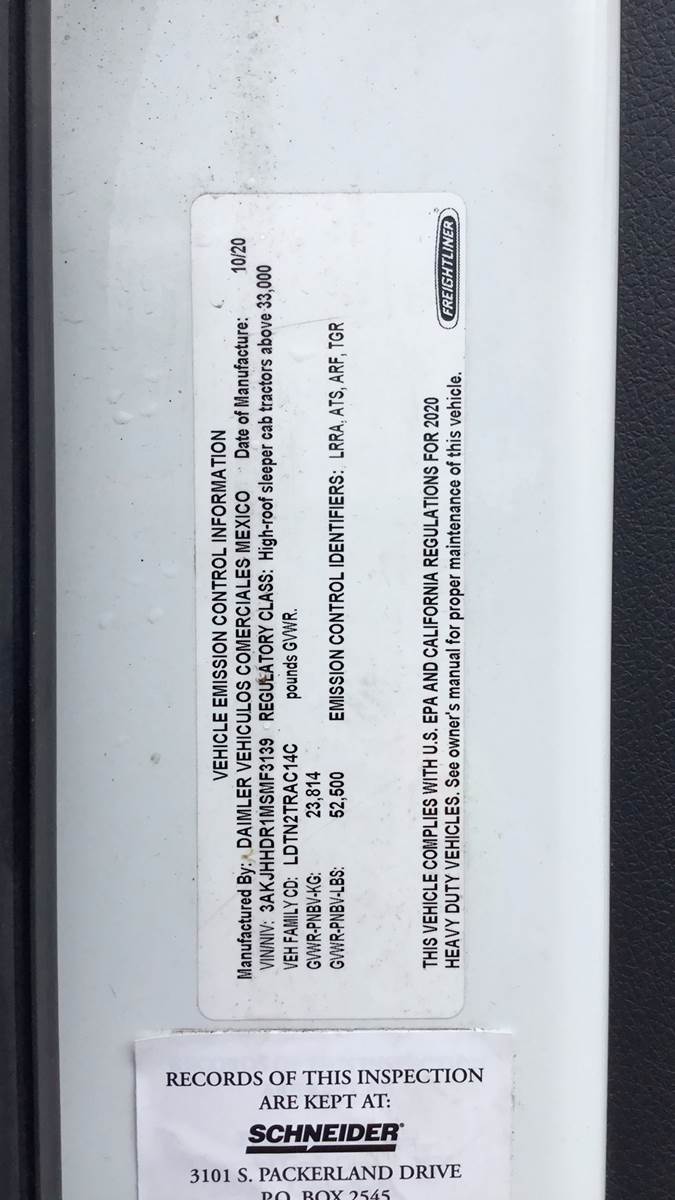 VEHICLE EMISSION CONTROL INFORMATION
Manufactured By: DAIMLER VEHICULOS COMERCIALES MEXICO Date of Manufacture: 10/20
VIN/NIV: 3AKJHHDR1MSMF3139 REGULATORY CLASS: High-roof sleeper cab tractors above 33,000
VEH FAMILY CD: LDTN2TRAC14C pounds GVWR.
GVWR-PNBV-KG: 23,814
GVWR-PNBV-LBS: 52,500 EMISSION CONTROL IDENTIFIERS: LRRA, ATS, ARF, TGR
THIS VEHICLE COMPLIES WITH U.S. EPA AND CALIFORNIA REGULATIONS FOR 2020
HEAVY DUTY VEHICLES. See owner's manual for proper maintenance of this vehicle.
FREIGHTLINER
RECORDS OF THIS INSPECTION
ARE KEPT AT:
SCHNEIDER®
3101 S. PACKERLAND DRIVE
P.O. BOX 2545